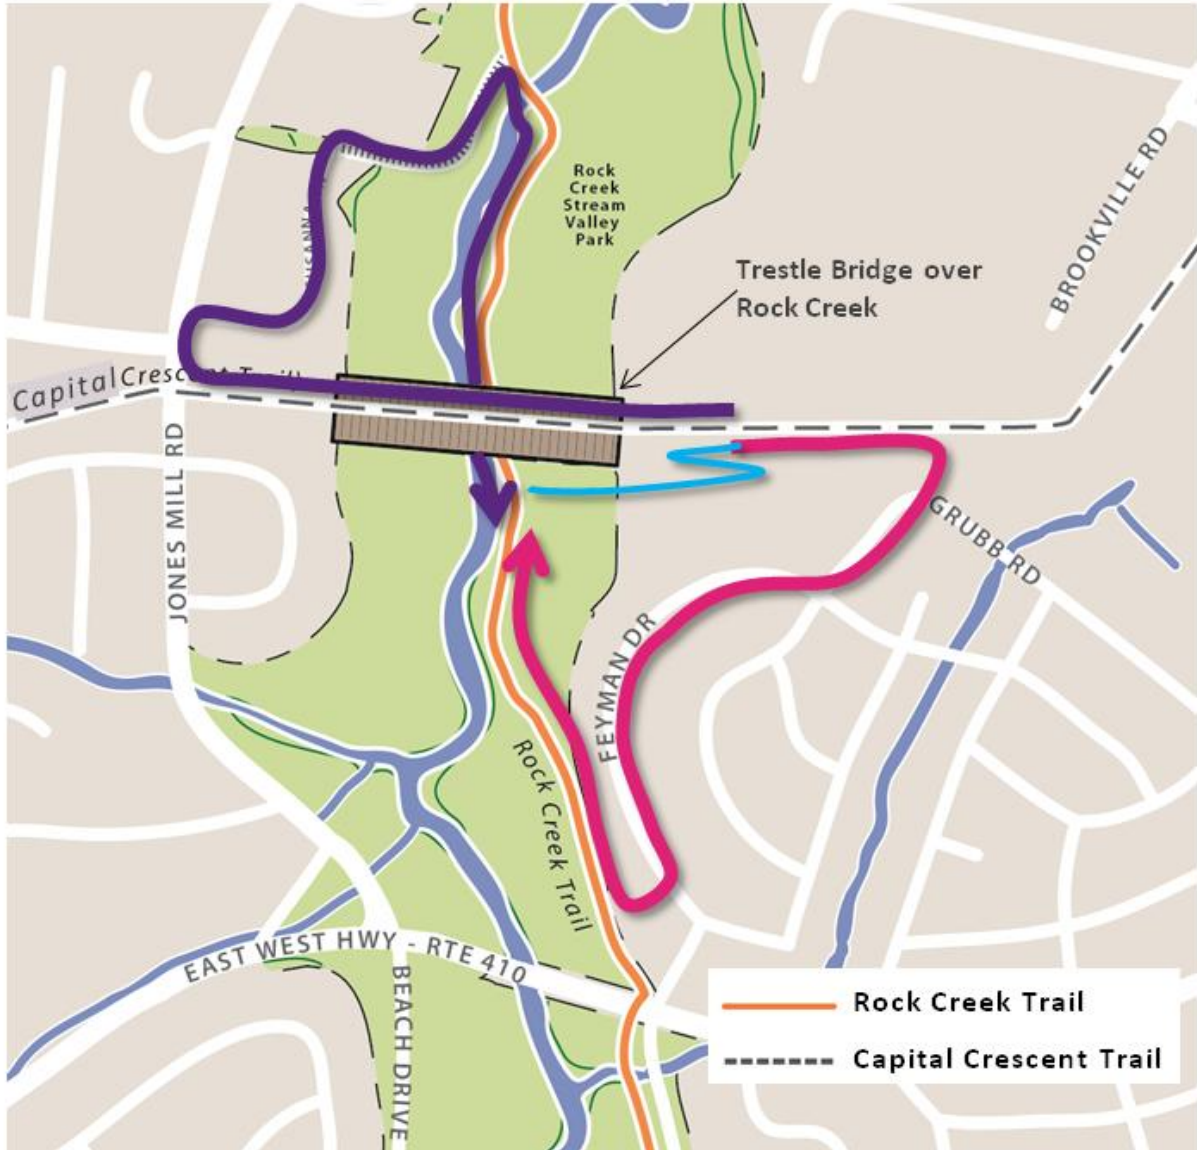 Rock
Creek
Stream
Valley
Park
BROOKVILLE RD
Trestle Bridge over
Rock Creek
Capital Crescent Trail
JONES MILL RD
GRUBB RD
FEYMAN DR
Rock Creek Trail
EAST WEST HWY - RTE 410
BEACH DRIVE
Rock Creek Trail
Capital Crescent Trail